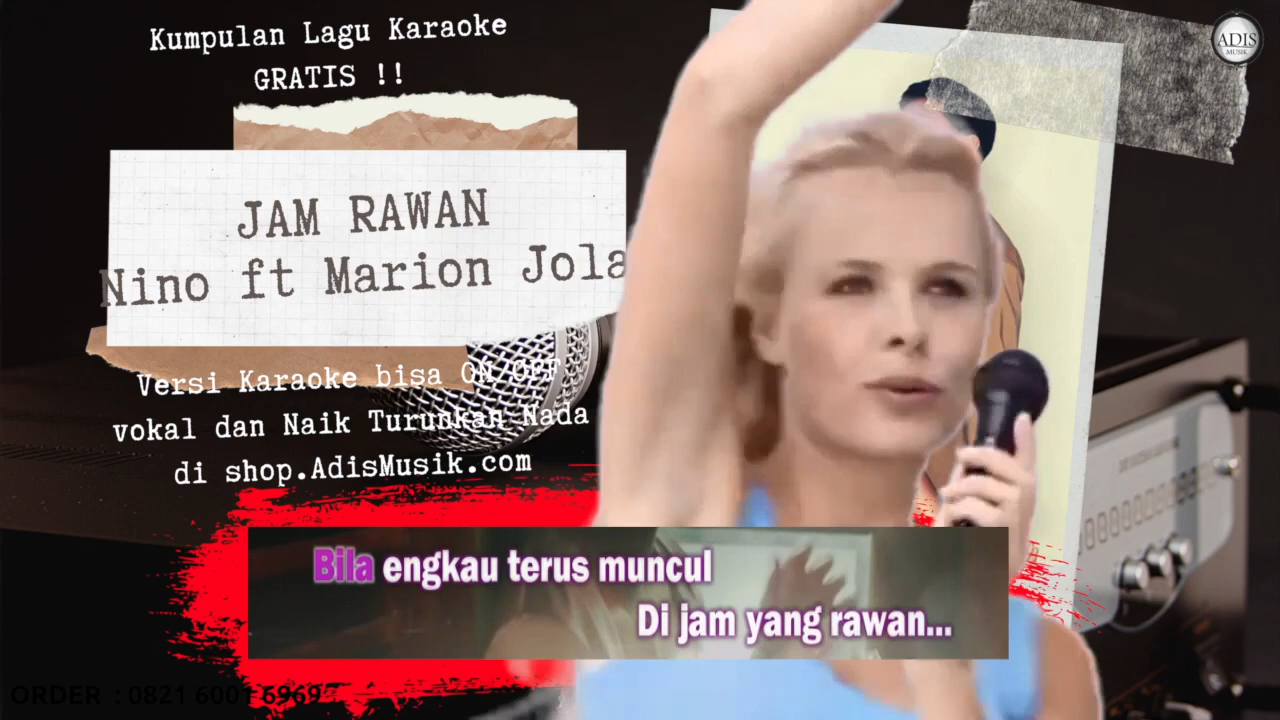 Kumpulan Lagu Karaoke
GRATIS !!
ADIS
MUSIK
JAM RAWAN
Nino ft Marion Jola
Versi Karaoke bisa ON OFF
vokal dan Naik Turunkan Nada
di shop.AdisMusik.com
Bila engkau terus muncul
Di jam yang rawan...
ORDER : 0821 6001 6969